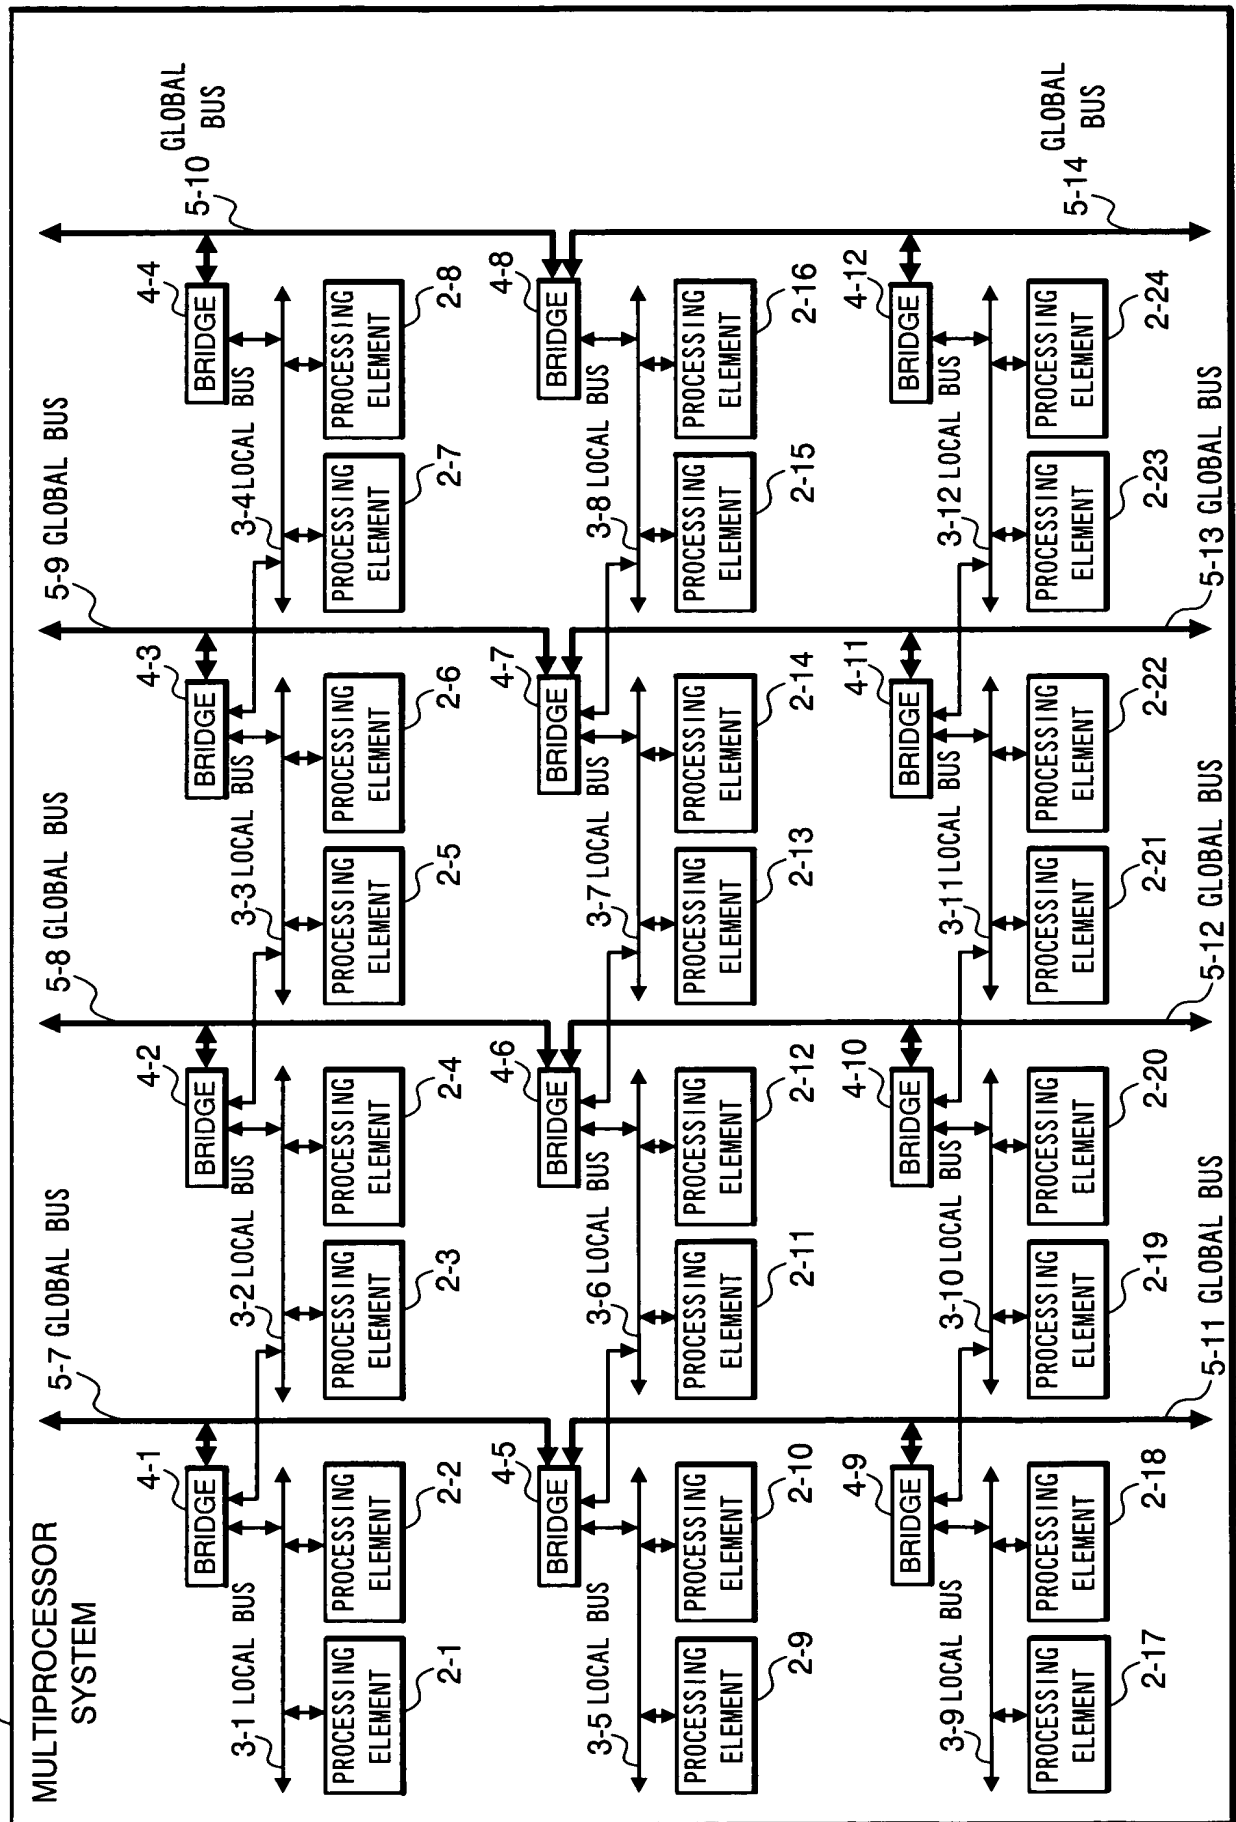 MULTIPROCESSOR
SYSTEM
5-7 GLOBAL BUS
5-8 GLOBAL BUS
5-9 GLOBAL BUS
5-10
GLOBAL
BUS
4-1
BRIDGE
4-2
BRIDGE
4-3
BRIDGE
4-4
BRIDGE
3-1 LOCAL BUS
3-2 LOCAL BUS
3-3 LOCAL BUS
3-4 LOCAL BUS
PROCESSING
ELEMENT
2-1
PROCESSING
ELEMENT
2-2
PROCESSING
ELEMENT
2-3
PROCESSING
ELEMENT
2-4
PROCESSING
ELEMENT
2-5
PROCESSING
ELEMENT
2-6
PROCESSING
ELEMENT
2-7
PROCESSING
ELEMENT
2-8
4-5
BRIDGE
4-6
BRIDGE
4-7
BRIDGE
4-8
BRIDGE
3-5 LOCAL BUS
3-6 LOCAL BUS
3-7 LOCAL BUS
3-8 LOCAL BUS
PROCESSING
ELEMENT
2-9
PROCESSING
ELEMENT
2-10
PROCESSING
ELEMENT
2-11
PROCESSING
ELEMENT
2-12
PROCESSING
ELEMENT
2-13
PROCESSING
ELEMENT
2-14
PROCESSING
ELEMENT
2-15
PROCESSING
ELEMENT
2-16
4-9
BRIDGE
4-10
BRIDGE
4-11
BRIDGE
4-12
BRIDGE
3-9 LOCAL BUS
3-10 LOCAL BUS
3-11 LOCAL BUS
3-12 LOCAL BUS
PROCESSING
ELEMENT
2-17
PROCESSING
ELEMENT
2-18
PROCESSING
ELEMENT
2-19
PROCESSING
ELEMENT
2-20
PROCESSING
ELEMENT
2-21
PROCESSING
ELEMENT
2-22
PROCESSING
ELEMENT
2-23
PROCESSING
ELEMENT
2-24
5-11 GLOBAL BUS
5-12 GLOBAL BUS
5-13 GLOBAL BUS
5-14
GLOBAL
BUS